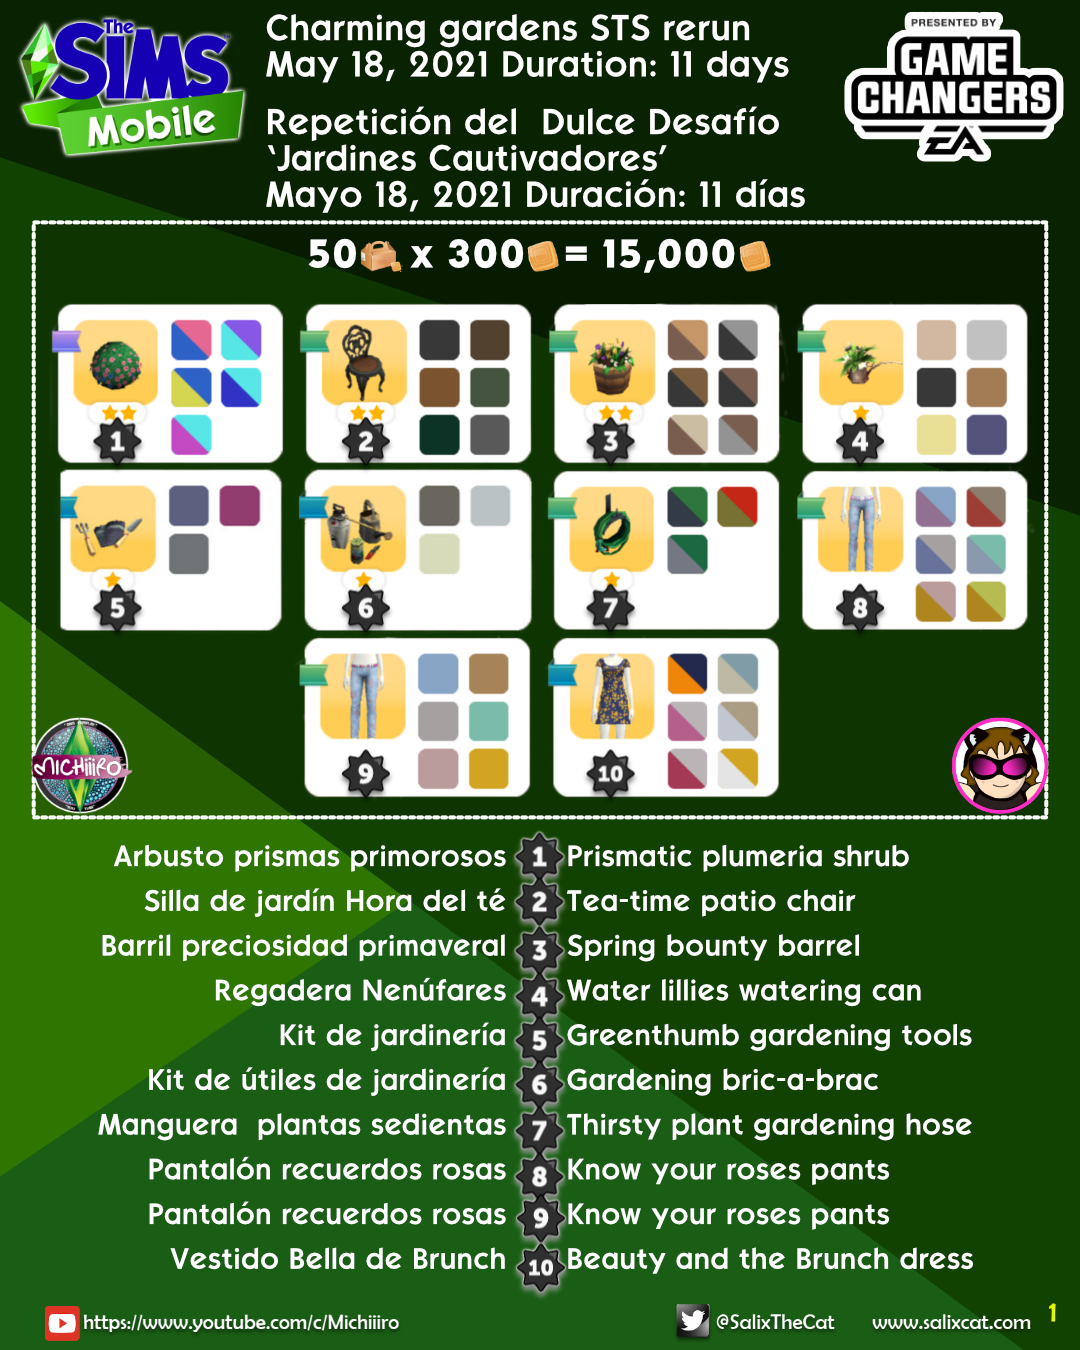 The
SIMS
Mobile
Charming gardens STS rerun
May 18, 2021 Duration: 11 days
Repetición del Dulce Desafío
‘Jardines Cautivadores’
Mayo 18, 2021 Duración: 11 días
PRESENTED BY
GAME
CHANGERS
EA
50 x 300 = 15,000
1
2
3
4
5
6
7
8
9
10
MICHIIIRO
Arbusto prismas primorosos 1 Prismatic plumeria shrub
Silla de jardín Hora del té 2 Tea-time patio chair
Barril preciosidad primaveral 3 Spring bounty barrel
Regadera Nenúfares 4 Water lillies watering can
Kit de jardinería 5 Greenthumb gardening tools
Kit de útiles de jardinería 6 Gardening bric-a-brac
Manguera plantas sedientas 7 Thirsty plant gardening hose
Pantalón recuerdos rosas 8 Know your roses pants
Pantalón recuerdos rosas 9 Know your roses pants
Vestido Bella de Brunch 10 Beauty and the Brunch dress
https://www.youtube.com/c/Michiiiro @SalixTheCat www.salixcat.com 1